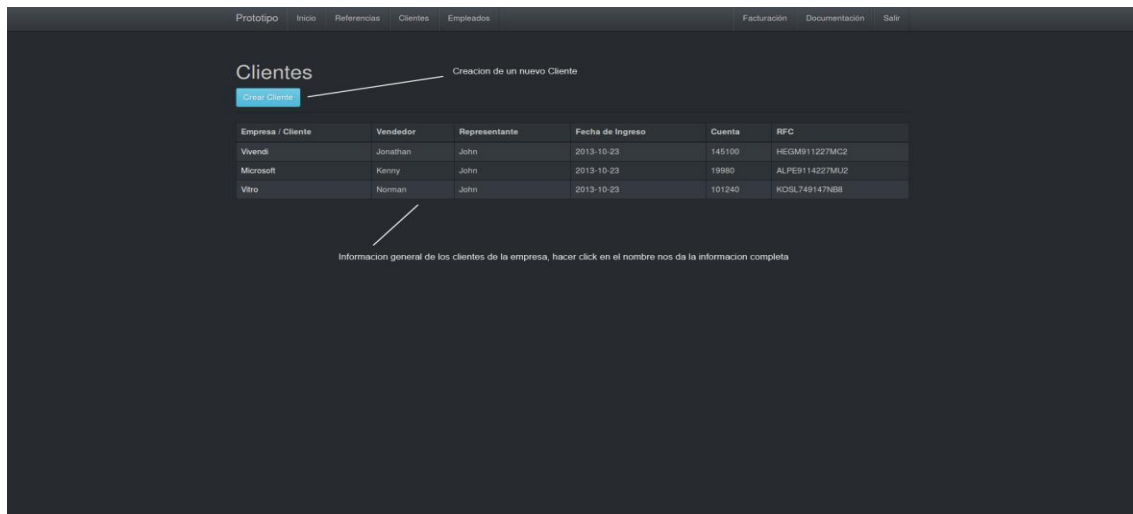 Prototipo Inicio Referencias Clientes Empleados Facturación Documentación Salir
Clientes
Creacion de un nuevo Cliente
Crear Cliente
Empresa / Cliente Vendedor Representante Fecha de Ingreso Cuenta RFC
Vivendi Jonathan John 2013-10-23 145100 HEGM911227MC2
Microsoft Kenny John 2013-10-23 19980 ALPE9114227MU2
Vitro Norman John 2013-10-23 101240 KOSL749147NB8
Informacion general de los clientes de la empresa, hacer click en el nombre nos da la informacion completa